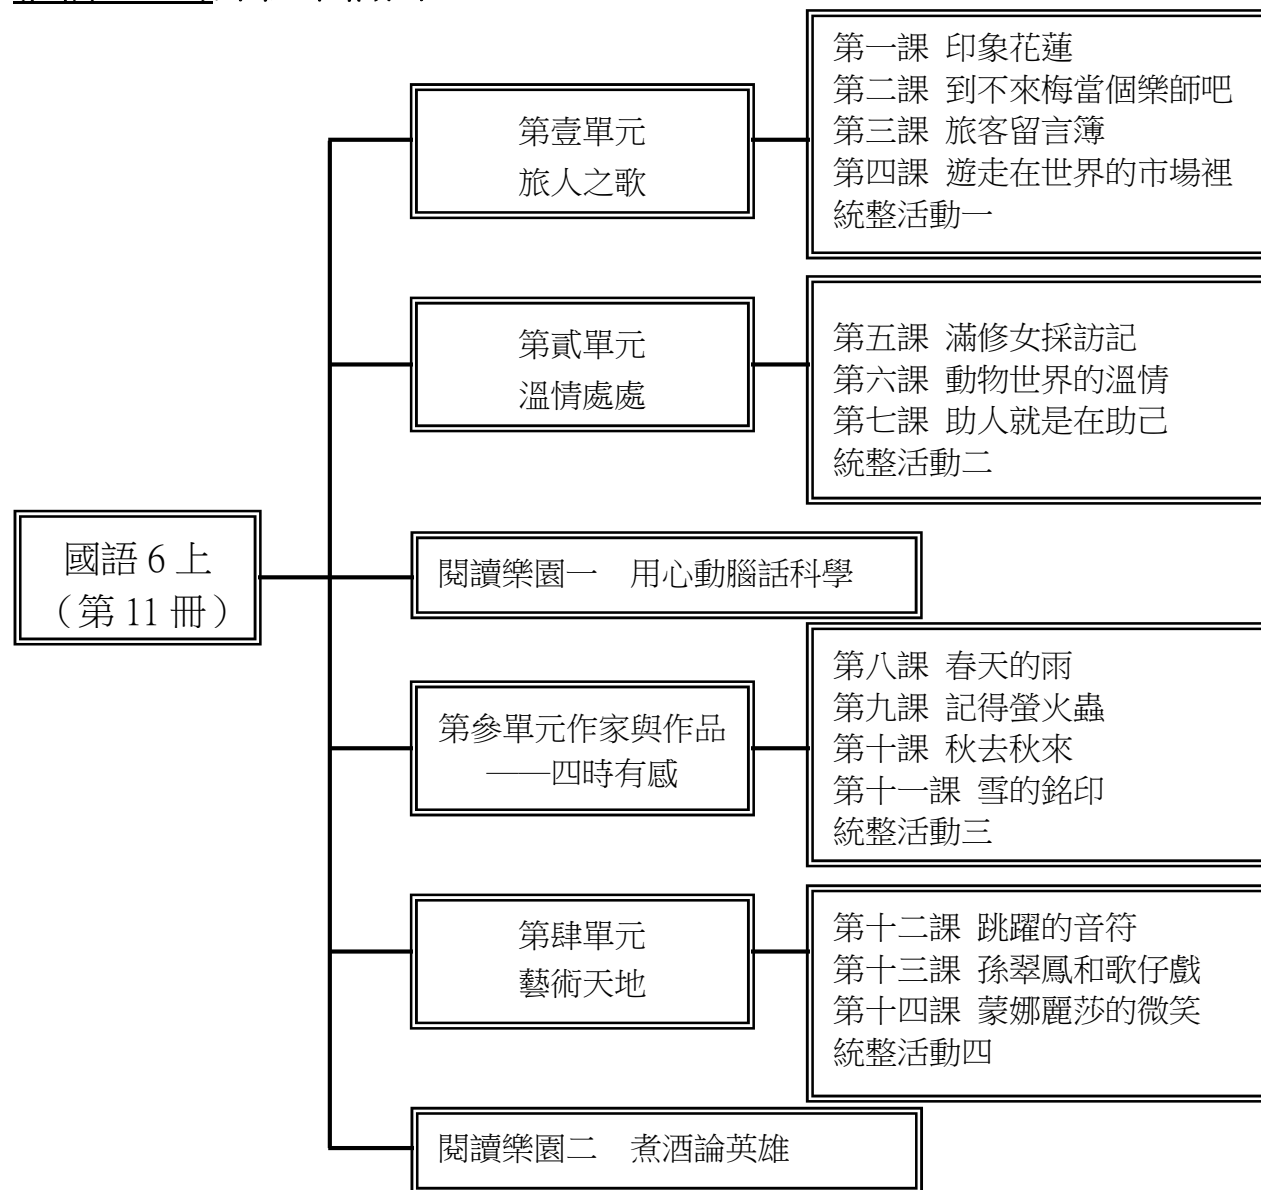 國語 6 上
（第 11 冊）
第壹單元
旅人之歌
第一課 印象花蓮
第二課 到不來梅當個樂師吧
第三課 旅客留言簿
第四課 遊走在世界的市場裡
統整活動一
第貳單元
溫情處處
第五課 滿修女採訪記
第六課 動物世界的溫情
第七課 助人就是在助己
統整活動二
閱讀樂園一　用心動腦話科學
第參單元作家與作品
——四時有感
第八課 春天的雨
第九課 記得螢火蟲
第十課 秋去秋來
第十一課 雪的銘印
統整活動三
第肆單元
藝術天地
第十二課 跳躍的音符
第十三課 孫翠鳳和歌仔戲
第十四課 蒙娜麗莎的微笑
統整活動四
閱讀樂園二　煮酒論英雄